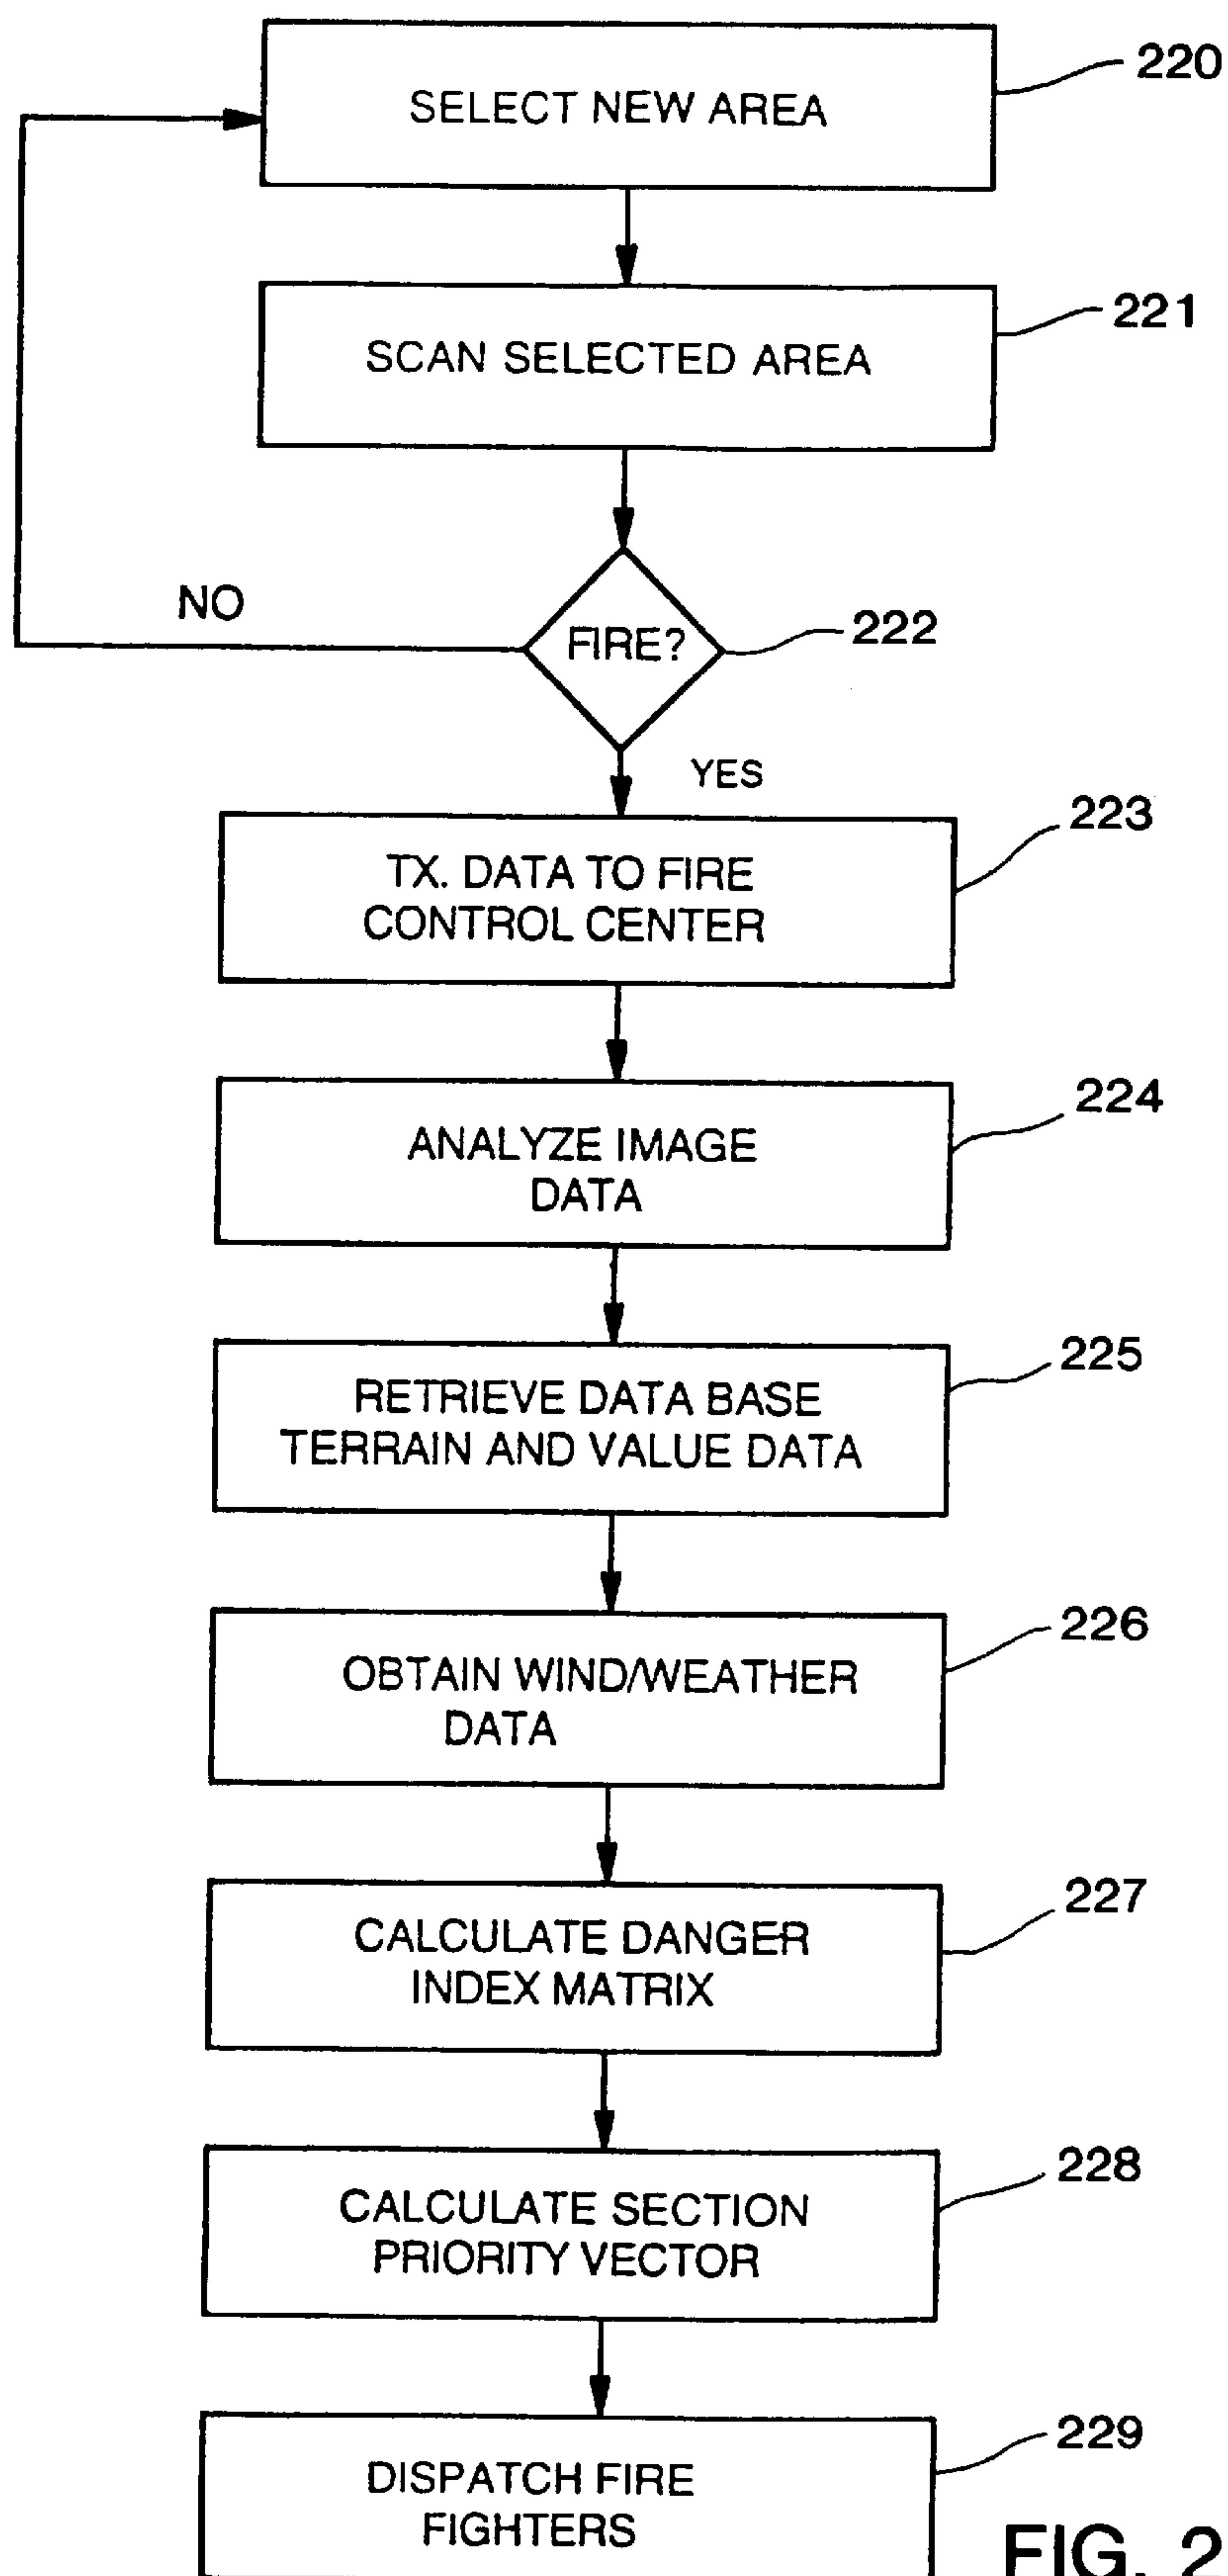 220
SELECT NEW AREA
221
SCAN SELECTED AREA
NO
FIRE?
222
YES
223
TX. DATA TO FIRE
CONTROL CENTER
224
ANALYZE IMAGE
DATA
225
RETRIEVE DATA BASE
TERRAIN AND VALUE DATA
226
OBTAIN WIND/WEATHER
DATA
227
CALCULATE DANGER
INDEX MATRIX
228
CALCULATE SECTION
PRIORITY VECTOR
229
DISPATCH FIRE
FIGHTERS
FIG. 2